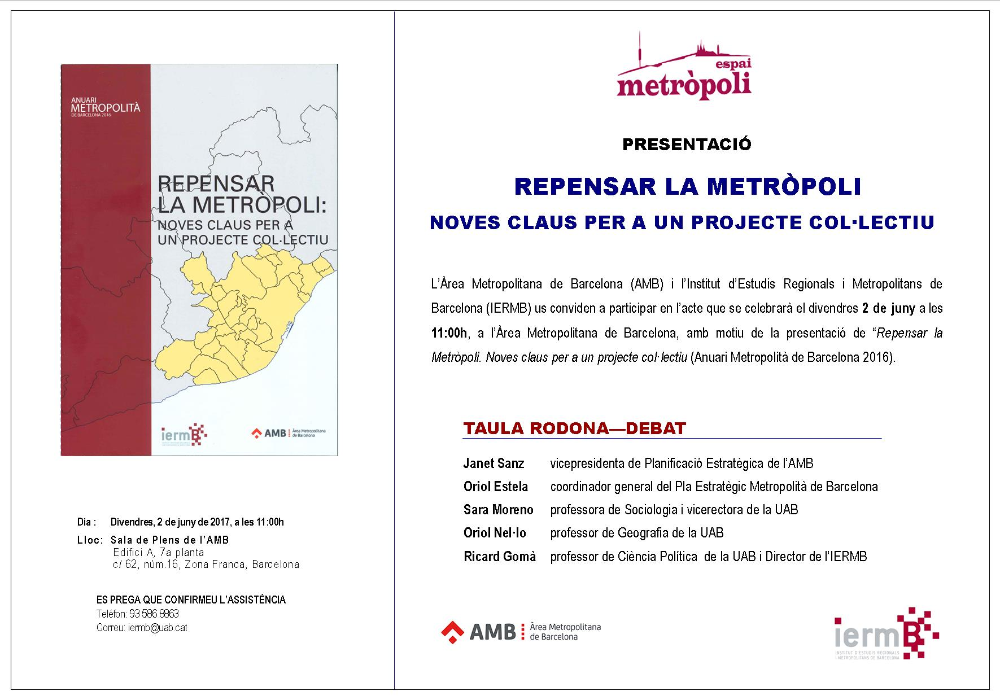 ANUARI
METROPOLITÀ
DE BARCELONA 2016
REPENSAR
LA METRÒPOLI:
NOVES CLAUS PER A
UN PROJECTE COL·LECTIU
iermB
AMB Àrea Metropolitana
de Barcelona
Dia : Divendres, 2 de juny de 2017, a les 11:00h
Lloc: Sala de Plens de l’AMB
Edifici A, 7a planta
c/ 62, núm.16, Zona Franca, Barcelona
ES PREGA QUE CONFIRMEU L’ASSISTÈNCIA
Teléfon: 93 586 8863
Correu: iermb@uab.cat
espai
metròpoli
PRESENTACIÓ
REPENSAR LA METRÒPOLI
NOVES CLAUS PER A UN PROJECTE COL·LECTIU
L’Àrea Metropolitana de Barcelona (AMB) i l’Institut d’Estudis Regionals i Metropolitans de
Barcelona (IERMB) us conviden a participar en l’acte que se celebrarà el divendres 2 de juny a les
11:00h, a l’Àrea Metropolitana de Barcelona, amb motiu de la presentació de “Repensar la
Metròpoli. Noves claus per a un projecte col·lectiu (Anuari Metropolità de Barcelona 2016).
TAULA RODONA—DEBAT
Janet Sanz vicepresidenta de Planificació Estratègica de l’AMB
Oriol Estela coordinador general del Pla Estratègic Metropolità de Barcelona
Sara Moreno professora de Sociologia i vicerectora de la UAB
Oriol Nel·lo professor de Geografia de la UAB
Ricard Gomà professor de Ciència Política de la UAB i Director de l’IERMB
AMB Àrea Metropolitana
de Barcelona
iermB
INSTITUT D'ESTUDIS REGIONALS
I METROPOLITANS DE BARCELONA